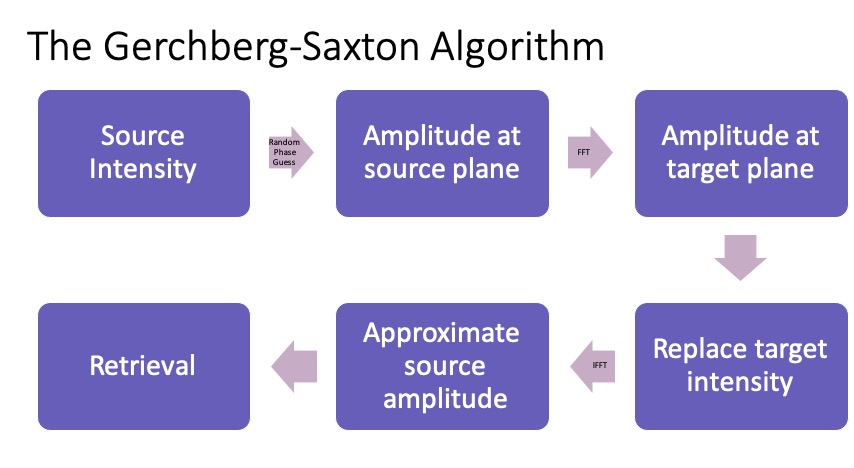 The Gerchberg-Saxton Algorithm
Source
Intensity
Random
Phase
Guess
Amplitude at
source plane
FFT
Amplitude at
target plane
Replace target
intensity
IFFT
Approximate
source
amplitude
Retrieval